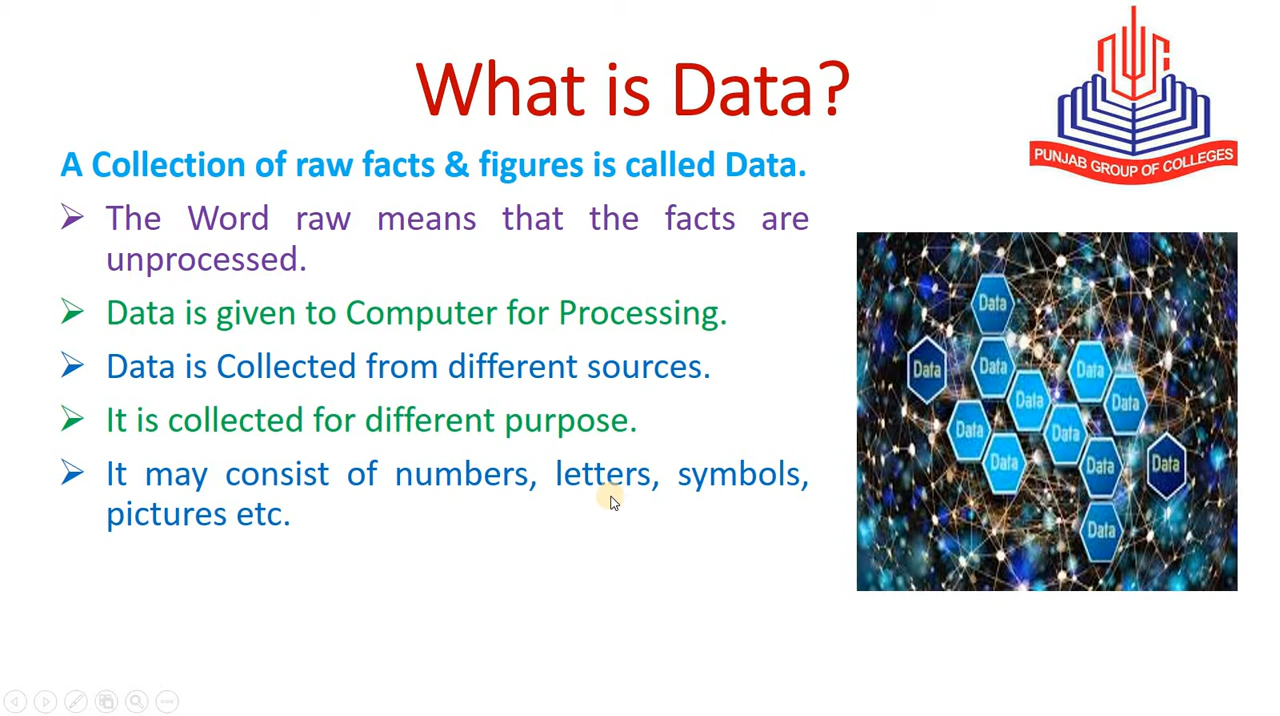 What is Data?
PUNJAB GROUP OF COLLEGES
A Collection of raw facts & figures is called Data.
The Word raw means that the facts are
unprocessed.
Data is given to Computer for Processing.
Data is Collected from different sources.
It is collected for different purpose.
It may consist of numbers, letters, symbols,
pictures etc.
Data
Data
Data
Data
Data
Data
Data
Data
Data
Data
Data
Data